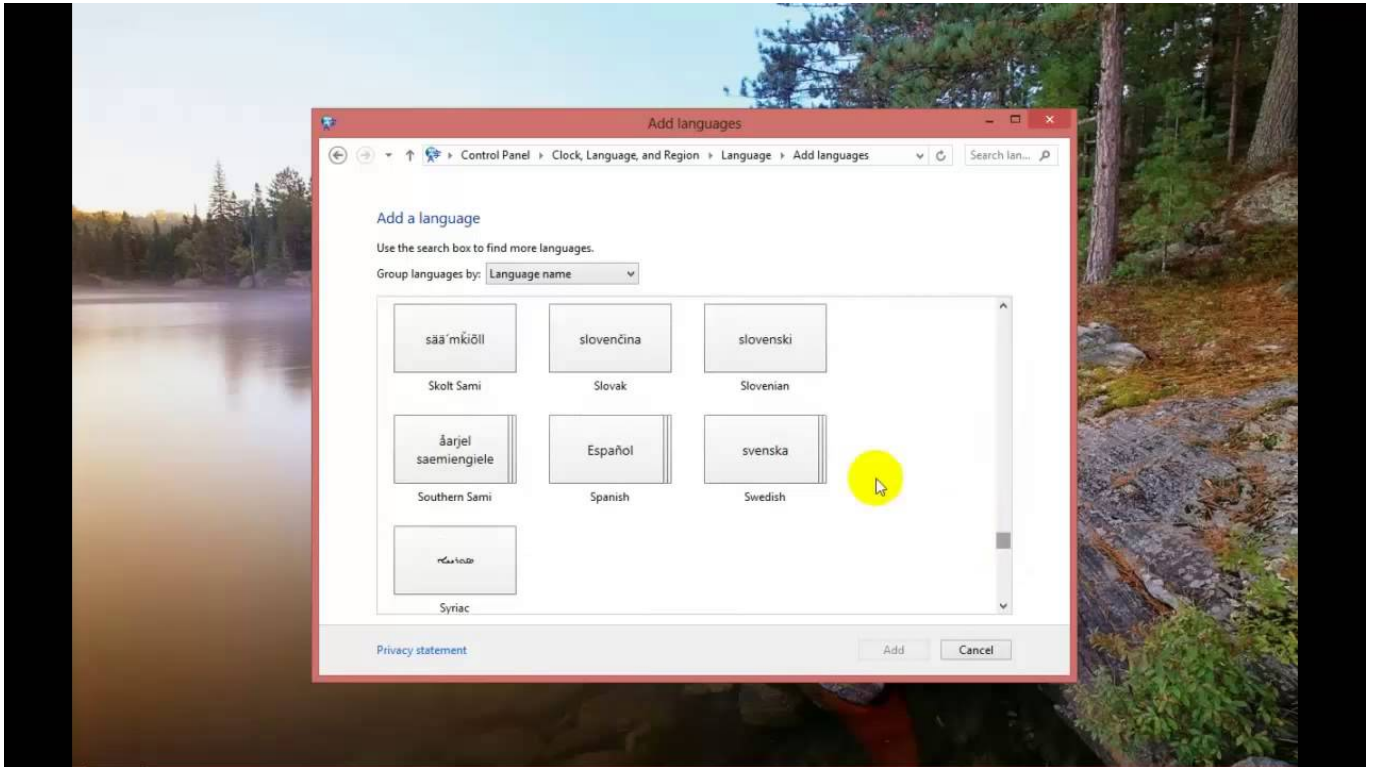 Add languages
Control Panel Clock, Language, and Region Language Add languages Search lan...
Add a language
Use the search box to find more languages.
Group languages by: Language name
sää´mǩiõll slovenčina slovenski
Skolt Sami Slovak Slovenian
åarjel
saemiengiele Español svenska
Southern Sami Spanish Swedish
Syriac
Privacy statement Add Cancel